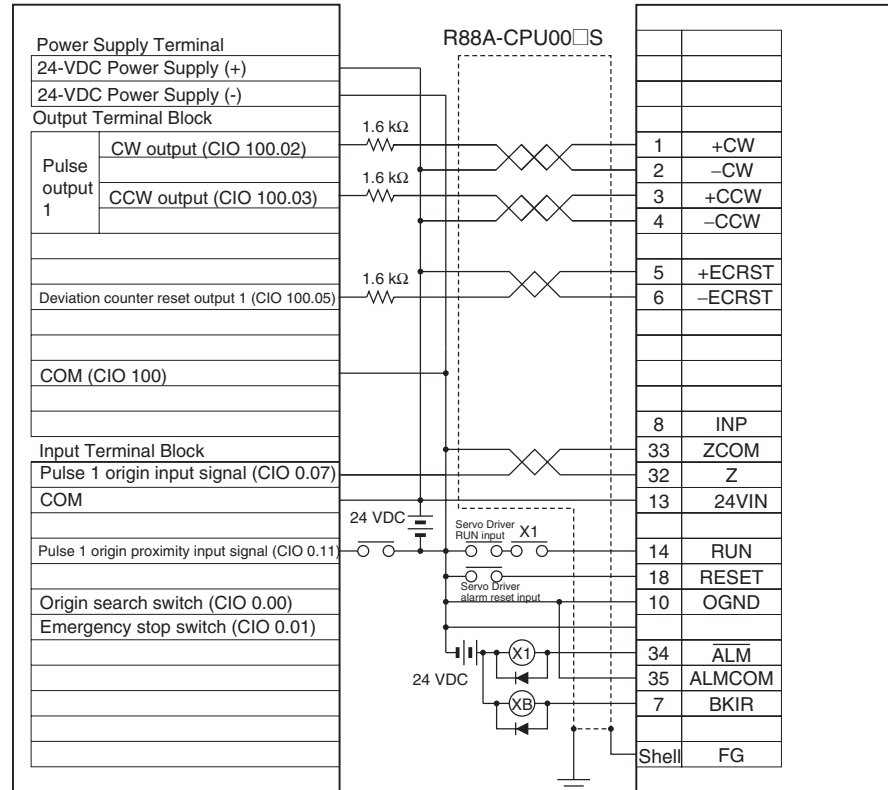 R88A-CPU00□S
Power Supply Terminal
24-VDC Power Supply (+)
24-VDC Power Supply (-)
Output Terminal Block
Pulse output 1
CW output (CIO 100.02)
CCW output (CIO 100.03)
Deviation counter reset output 1 (CIO 100.05)
COM (CIO 100)
Input Terminal Block
Pulse 1 origin input signal (CIO 0.07)
COM
Pulse 1 origin proximity input signal (CIO 0.11)
Origin search switch (CIO 0.00)
Emergency stop switch (CIO 0.01)
1.6 kΩ
1.6 kΩ
1.6 kΩ
24 VDC
Servo Driver
RUN input
X1
Servo Driver
alarm reset input
24 VDC
X1
XB
1 +CW
2 −CW
3 +CCW
4 −CCW
5 +ECRST
6 −ECRST
8 INP
33 ZCOM
32 Z
13 24VIN
14 RUN
18 RESET
10 OGND
34 A̅L̅M̅
35 ALMCOM
7 BKIR
Shell FG